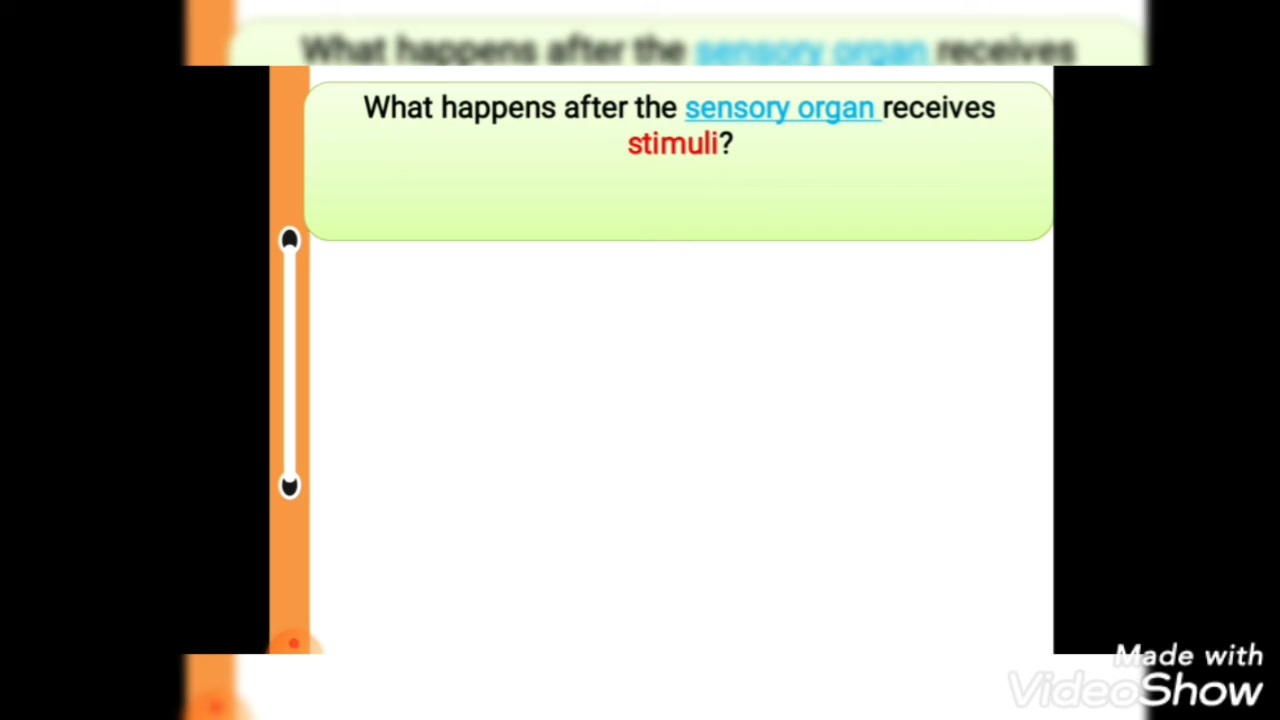 What happens after the sensory organ receives
What happens after the sensory organ receives
stimuli?
Made with
VideoShow